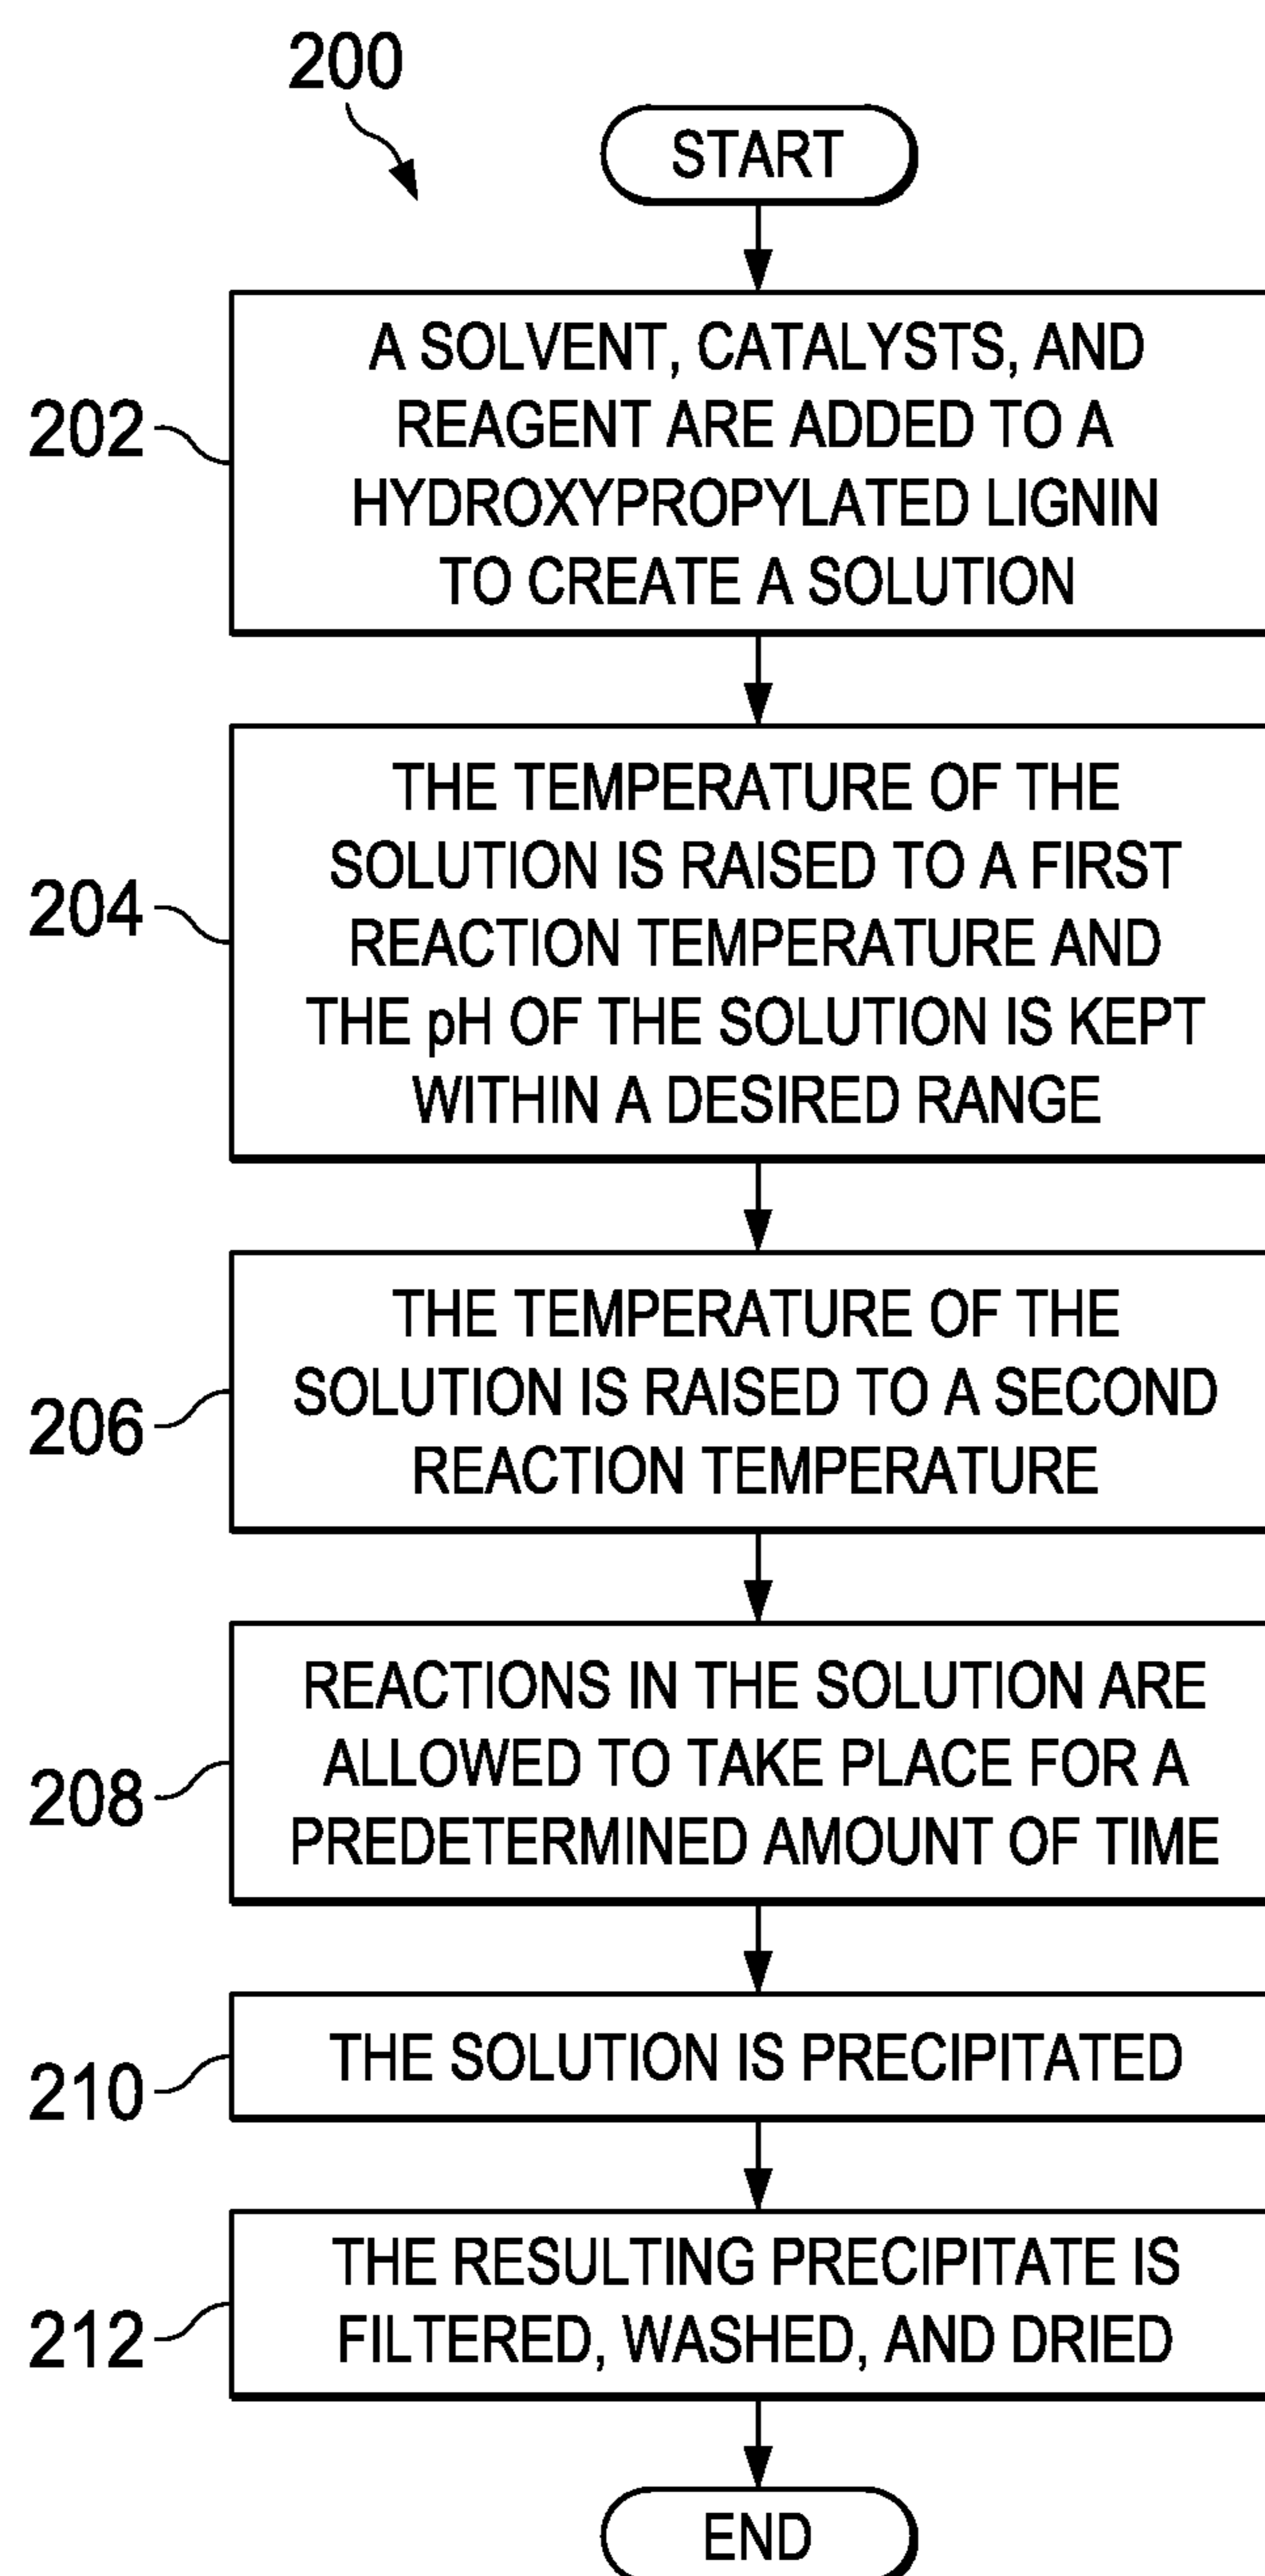 200
START
202
A SOLVENT, CATALYSTS, AND
REAGENT ARE ADDED TO A
HYDROXYPROPYLATED LIGNIN
TO CREATE A SOLUTION
204
THE TEMPERATURE OF THE
SOLUTION IS RAISED TO A FIRST
REACTION TEMPERATURE AND
THE pH OF THE SOLUTION IS KEPT
WITHIN A DESIRED RANGE
206
THE TEMPERATURE OF THE
SOLUTION IS RAISED TO A SECOND
REACTION TEMPERATURE
208
REACTIONS IN THE SOLUTION ARE
ALLOWED TO TAKE PLACE FOR A
PREDETERMINED AMOUNT OF TIME
210
THE SOLUTION IS PRECIPITATED
212
THE RESULTING PRECIPITATE IS
FILTERED, WASHED, AND DRIED
END